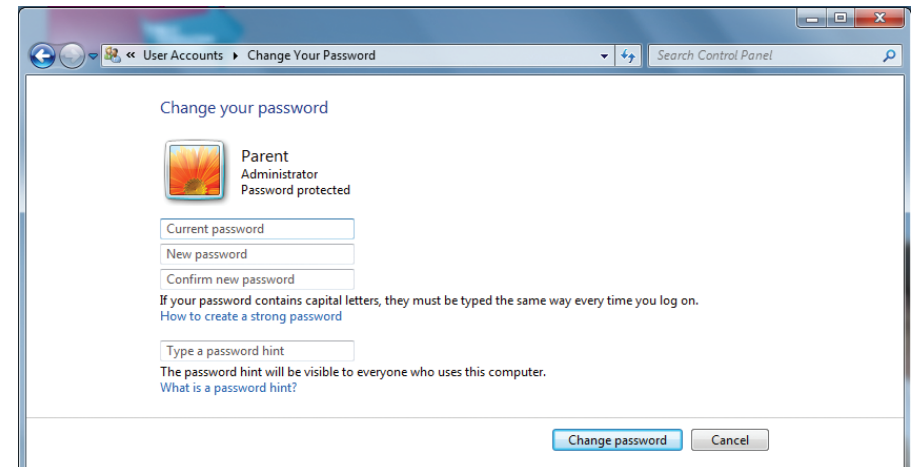 « User Accounts ▸ Change Your Password
Search Control Panel
Change your password
Parent
Administrator
Password protected
Current password
New password
Confirm new password
If your password contains capital letters, they must be typed the same way every time you log on.
How to create a strong password
Type a password hint
The password hint will be visible to everyone who uses this computer.
What is a password hint?
Change password
Cancel